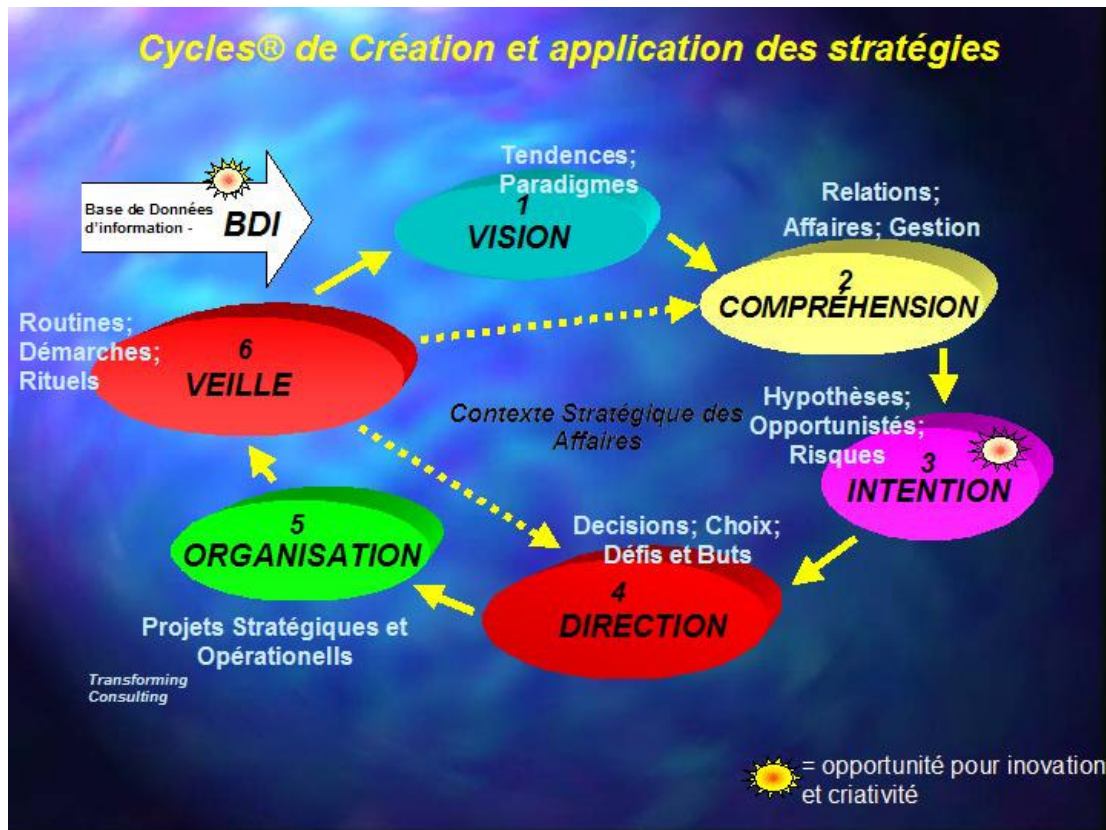 Cycles® de Création et application des stratégies
Base de Données
d'information -
BDI
Tendences;
Paradigmes
1
VISION
Relations;
Affaires; Gestion
2
COMPRÉHENSION
Routines;
Démarches;
Rituels
6
VEILLE
Contexte Stratégique des
Affaires
Hypothèses;
Opportunistés;
Risques
3
INTENTION
Decisions; Choix;
Défis et Buts
4
DIRECTION
5
ORGANISATION
Projets Stratégiques et
Opérationells
Transforming
Consulting
= opportunité pour inovation
et criativité